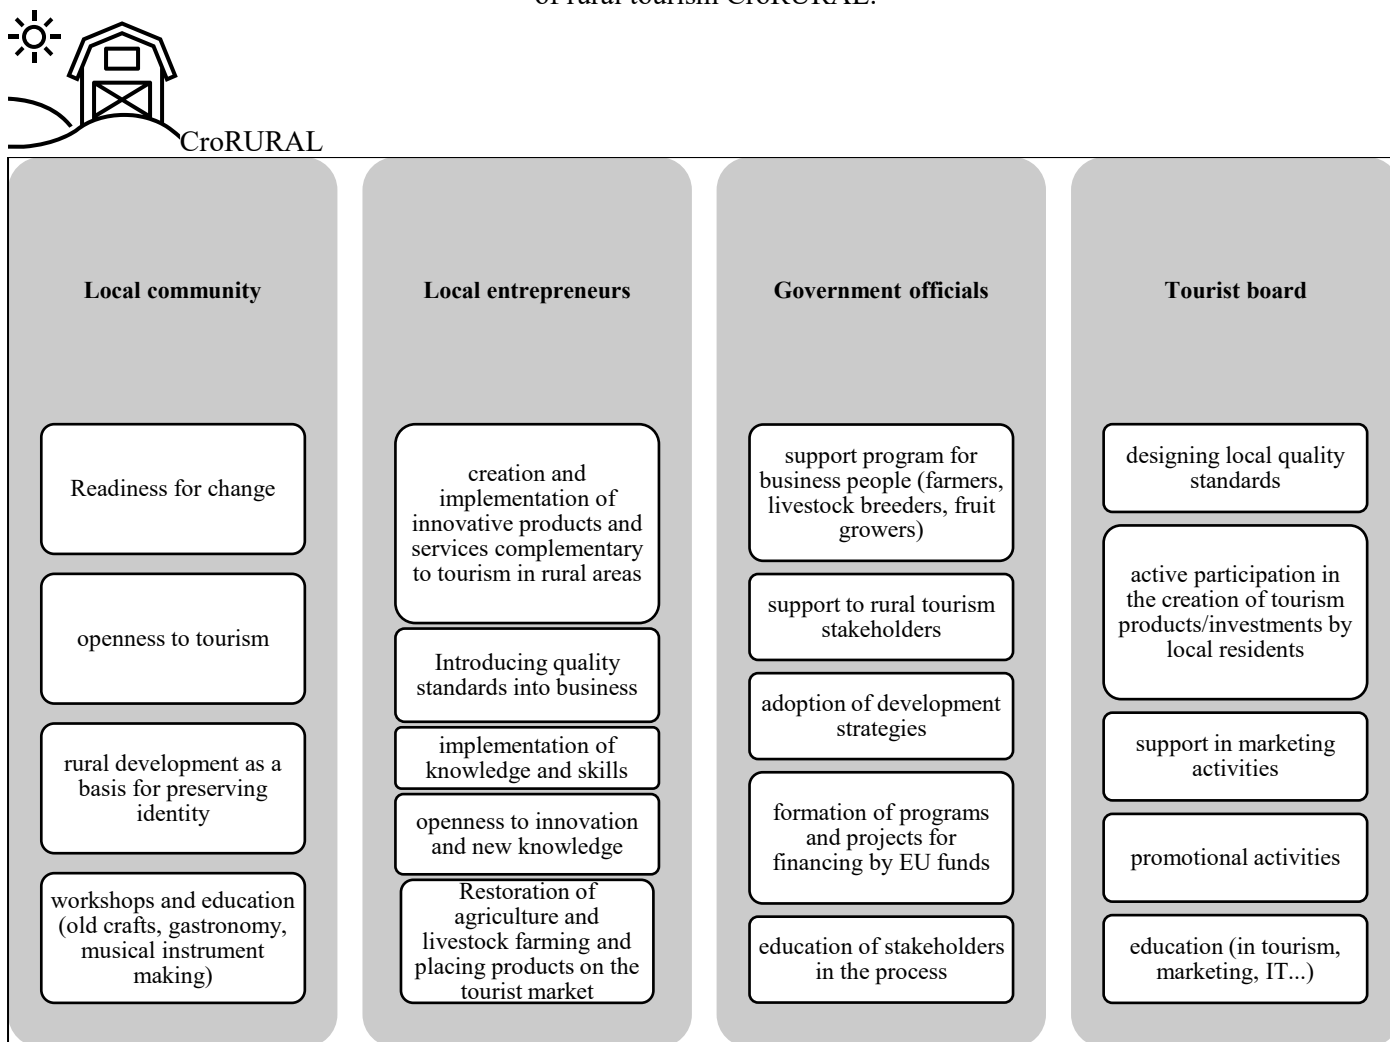 of rural tourism CroRURAL.
CroRURAL
Local community
Readiness for change
openness to tourism
rural development as a
basis for preserving
identity
workshops and education
(old crafts, gastronomy,
musical instrument
making)
Local entrepreneurs
creation and
implementation of
innovative products and
services complementary
to tourism in rural areas
Introducing quality
standards into business
implementation of
knowledge and skills
openness to innovation
and new knowledge
Restoration of
agriculture and
livestock farming and
placing products on the
tourist market
Government officials
support program for
business people (farmers,
livestock breeders, fruit
growers)
support to rural tourism
stakeholders
adoption of development
strategies
formation of programs
and projects for
financing by EU funds
education of stakeholders
in the process
Tourist board
designing local quality
standards
active participation in
the creation of tourism
products/investments by
local residents
support in marketing
activities
promotional activities
education (in tourism,
marketing, IT...)